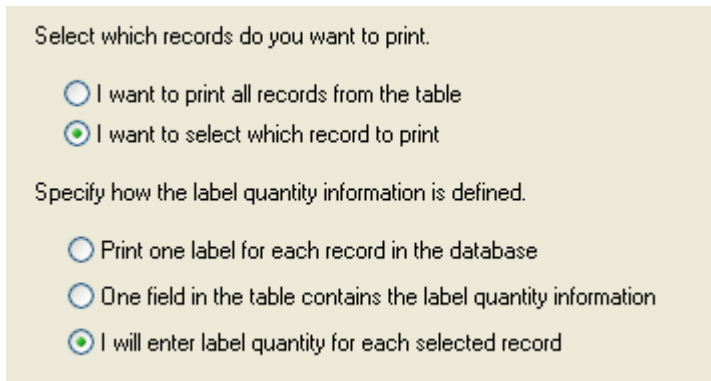 Select which records do you want to print.
I want to print all records from the table
I want to select which record to print
Specify how the label quantity information is defined.
Print one label for each record in the database
One field in the table contains the label quantity information
I will enter label quantity for each selected record